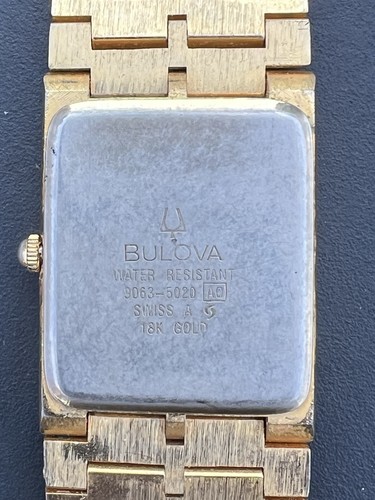 BULOVA
WATER RESISTANT
9063-5020 A0
SWISS A S
18K GOLD